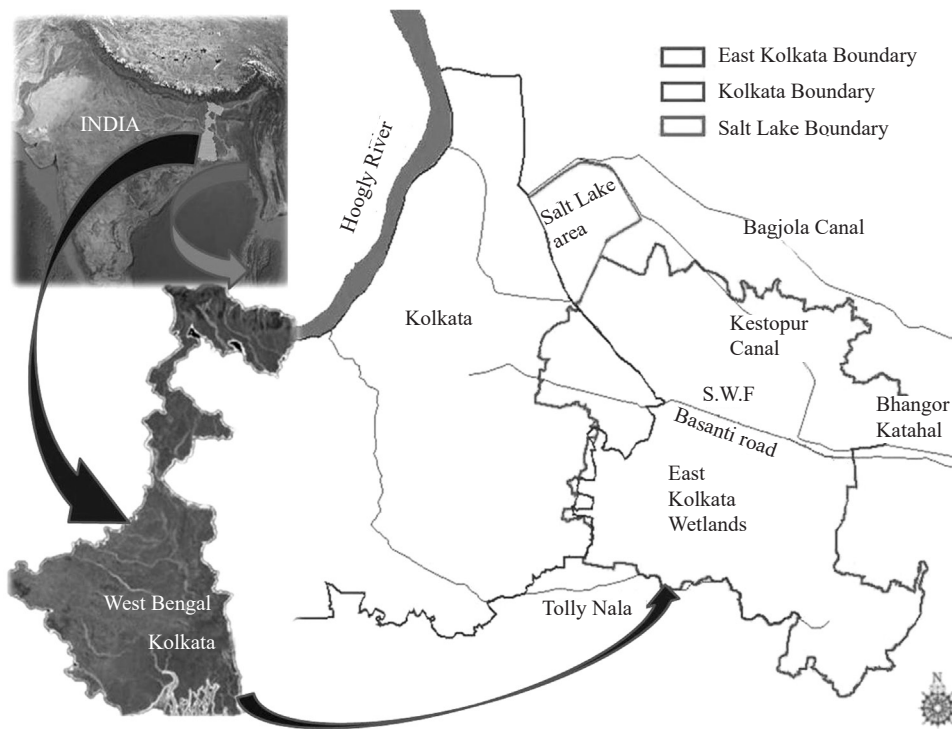 East Kolkata Boundary
Kolkata Boundary
Salt Lake Boundary
INDIA
Hoogly River
Salt Lake
area
Bagjola Canal
Kolkata
Kestopur
Canal
S.W.F
Basanti road
Bhangor
Katahal
East
Kolkata
Wetlands
West Bengal
Kolkata
Tolly Nala
N